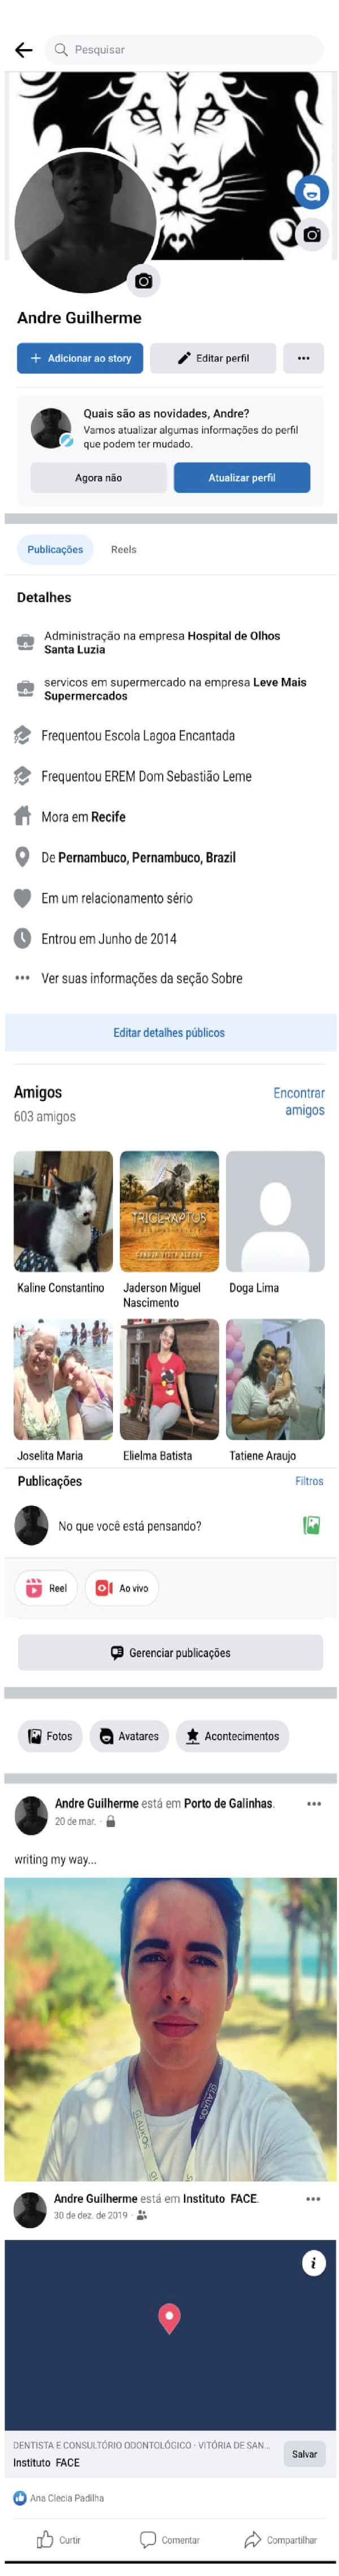 Pesquisar
Andre Guilherme
+ Adicionar ao story
Editar perfil
Quais são as novidades, Andre?
Vamos atualizar algumas informações do perfil
que podem ter mudado.
Agora não
Atualizar perfil
Publicações
Reels
Detalhes
Administração na empresa Hospital de Olhos
Santa Luzia
servicos em supermercado na empresa Leve Mais
Supermercados
Frequentou Escola Lagoa Encantada
Frequentou EREM Dom Sebastião Leme
Mora em Recife
De Pernambuco, Pernambuco, Brazil
Em um relacionamento sério
Entrou em Junho de 2014
Ver suas informações da seção Sobre
Editar detalhes públicos
Amigos
Encontrar
amigos
603 amigos
TRICERAPTOS
Kaline Constantino
Jaderson Miguel
Nascimento
Doga Lima
Joselita Maria
Elielma Batista
Tatiene Araujo
Publicações
Filtros
No que você está pensando?
Reel
Ao vivo
Gerenciar publicações
Fotos
Avatares
Acontecimentos
Andre Guilherme está em Porto de Galinhas.
20 de mar. ·
writing my way...
GLAUKOS
GLAUKOS
Andre Guilherme está em Instituto FACE.
30 de dez. de 2019 ·
i
DENTISTA E CONSULTÓRIO ODONTOLÓGICO · VITÓRIA DE SAN...
Instituto FACE
Salvar
Ana Clecia Padilha
Curtir
Comentar
Compartilhar